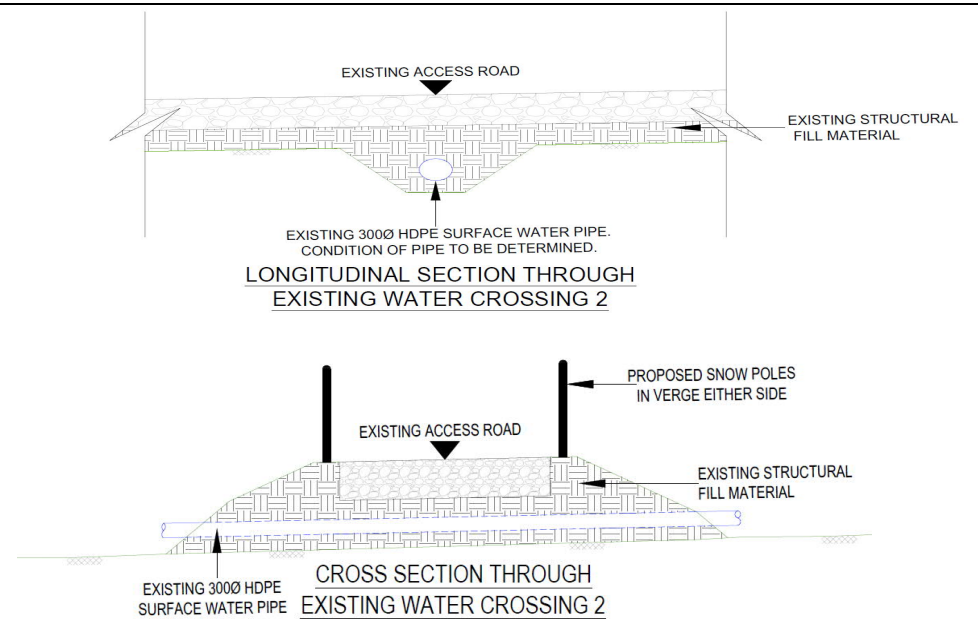 EXISTING ACCESS ROAD
EXISTING STRUCTURAL
FILL MATERIAL
EXISTING 300Ø HDPE SURFACE WATER PIPE.
CONDITION OF PIPE TO BE DETERMINED.
LONGITUDINAL SECTION THROUGH
EXISTING WATER CROSSING 2
PROPOSED SNOW POLES
IN VERGE EITHER SIDE
EXISTING ACCESS ROAD
EXISTING STRUCTURAL
FILL MATERIAL
EXISTING 300Ø HDPE
SURFACE WATER PIPE
CROSS SECTION THROUGH
EXISTING WATER CROSSING 2